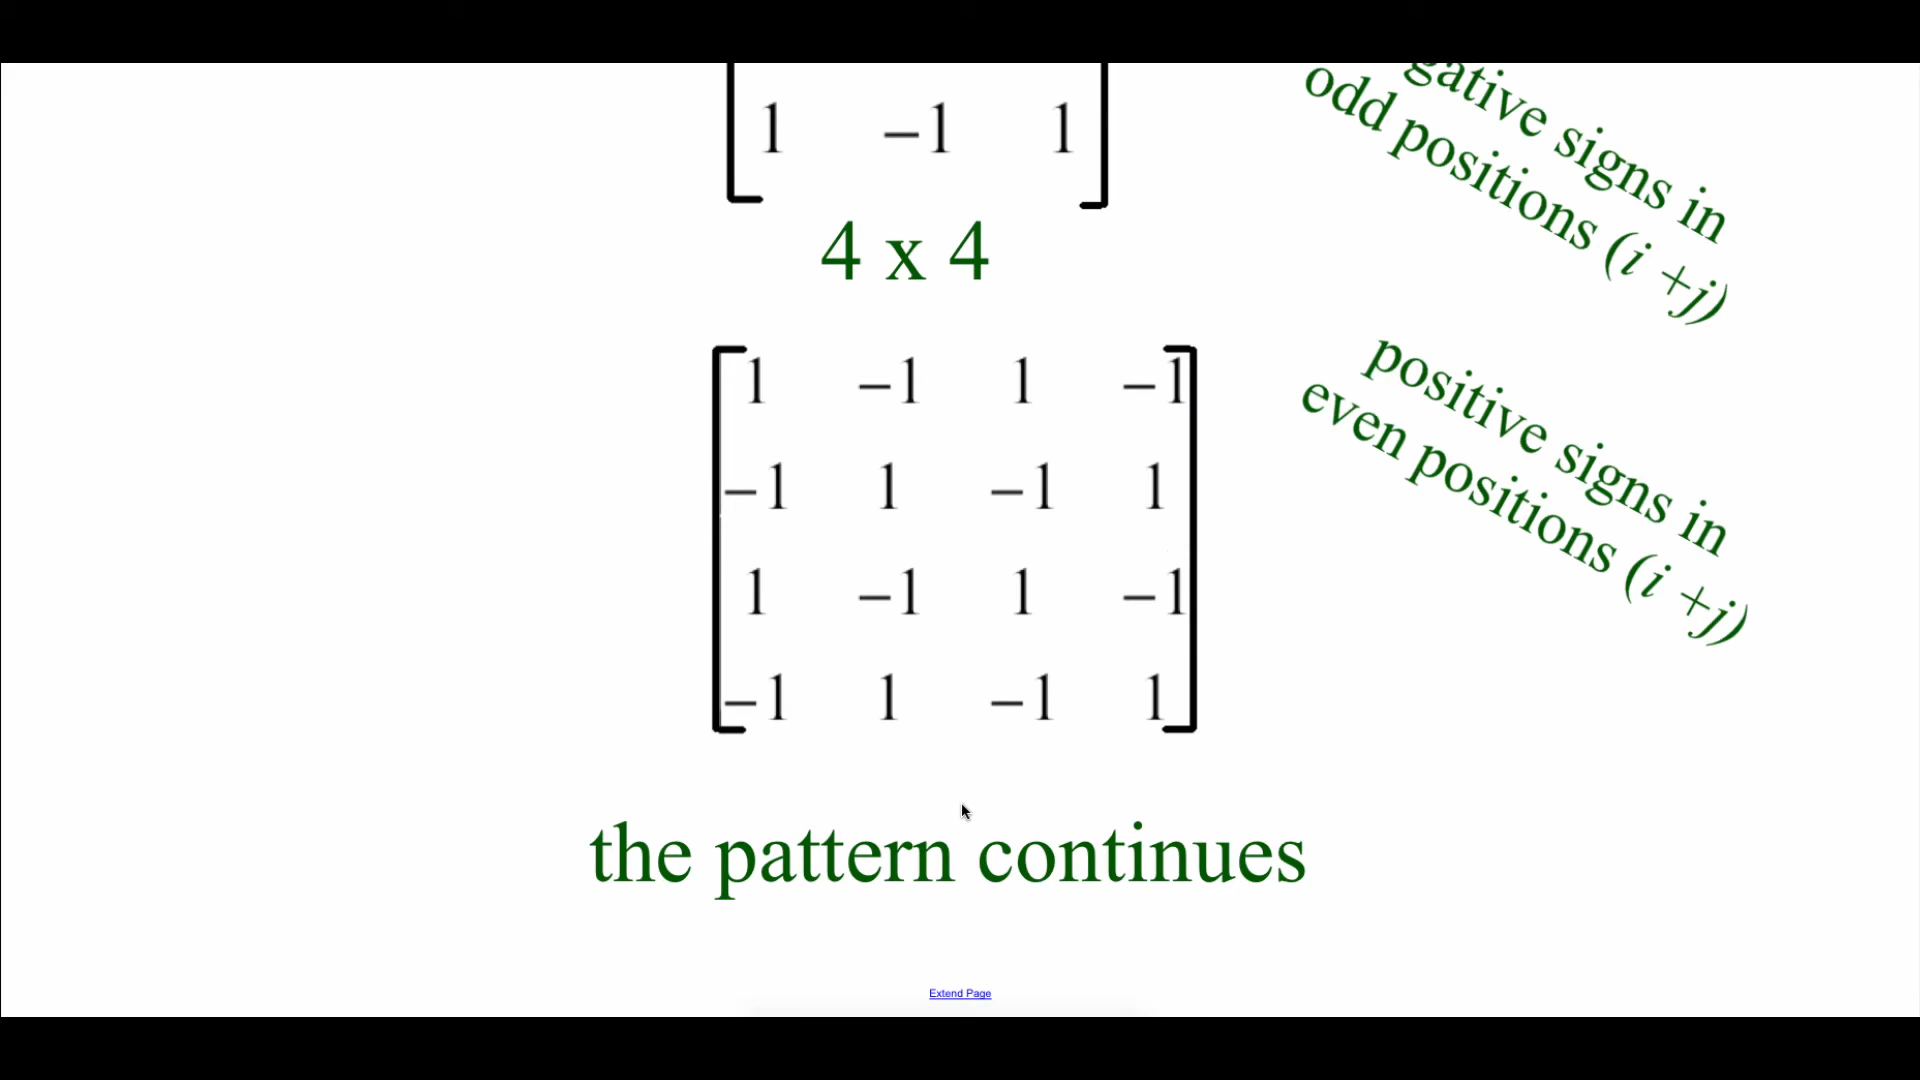 1 −1 1
4 x 4
1 −1 1 −1
−1 1 −1 1
1 −1 1 −1
−1 1 −1 1
gative signs in
odd positions (i +j)
positive signs in
even positions (i +j)
the pattern continues
Extend Page